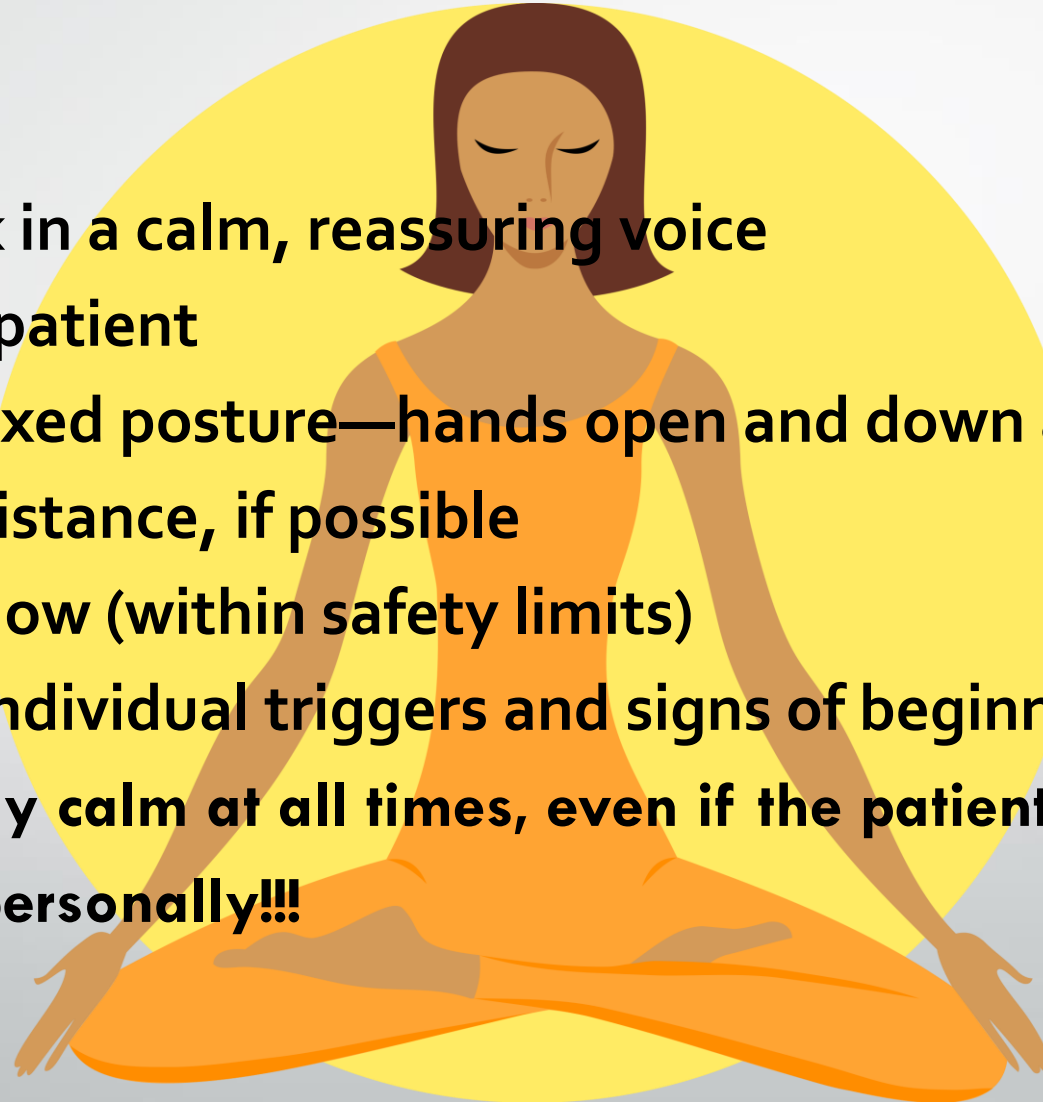 in a calm, reassuring voice
patient
xed posture—hands open and down
istance, if possible
ow (within safety limits)
ndividual triggers and signs of beginn
y calm at all times, even if the patient
ersonally!!!